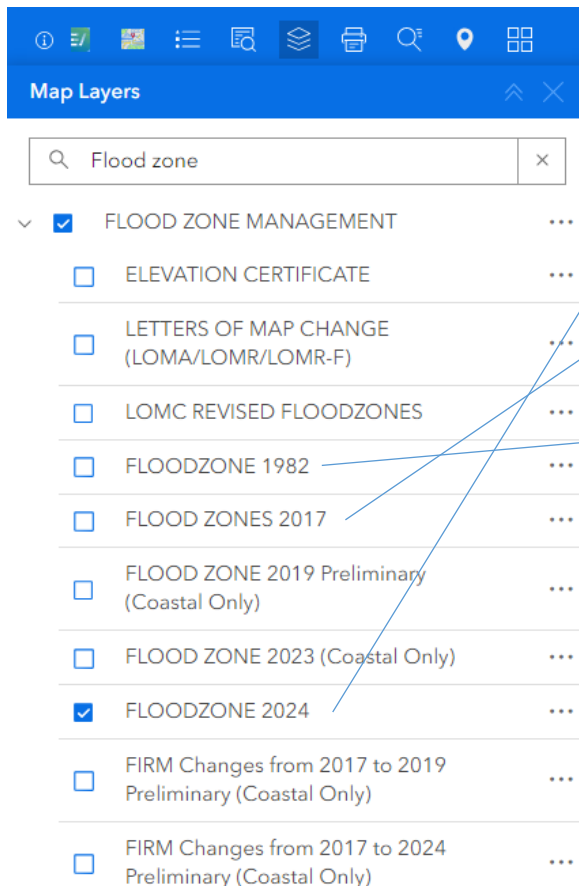 Map Layers
Flood zone
FLOOD ZONE MANAGEMENT
ELEVATION CERTIFICATE
LETTERS OF MAP CHANGE
(LOMA/LOMR/LOMR-F)
LOMC REVISED FLOODZONES
FLOODZONE 1982
FLOOD ZONES 2017
FLOOD ZONE 2019 Preliminary
(Coastal Only)
FLOOD ZONE 2023 (Coastal Only)
FLOODZONE 2024
FIRM Changes from 2017 to 2019
Preliminary (Coastal Only)
FIRM Changes from 2017 to 2024
Preliminary (Coastal Only)